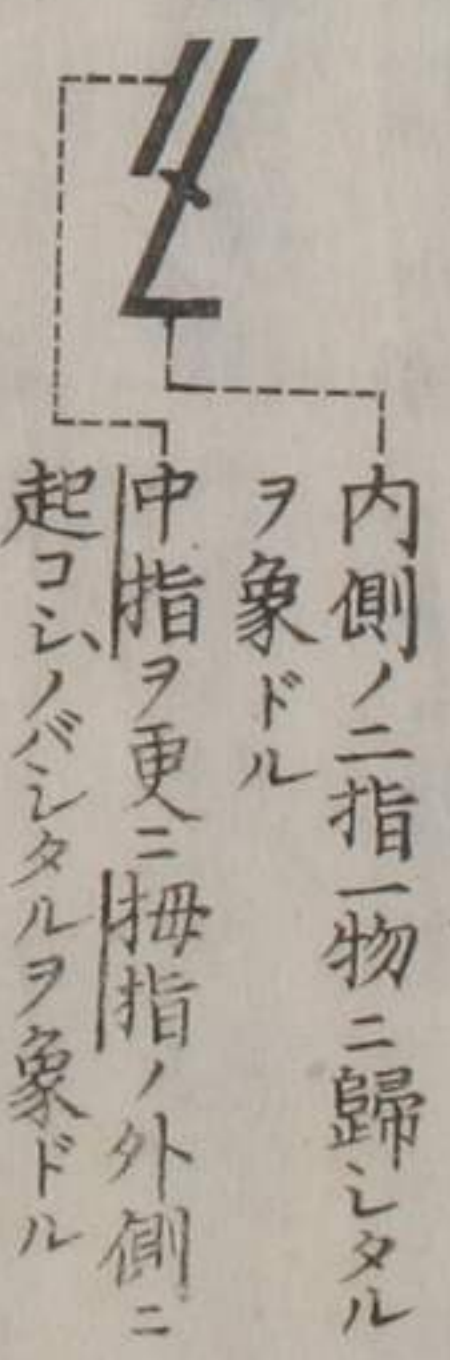 内側ノ二指一物ニ歸シタル
ヲ象ドル
中指ヲ更ニ拇指ノ外側ニ
起コシ、ノバシタルヲ象ドル